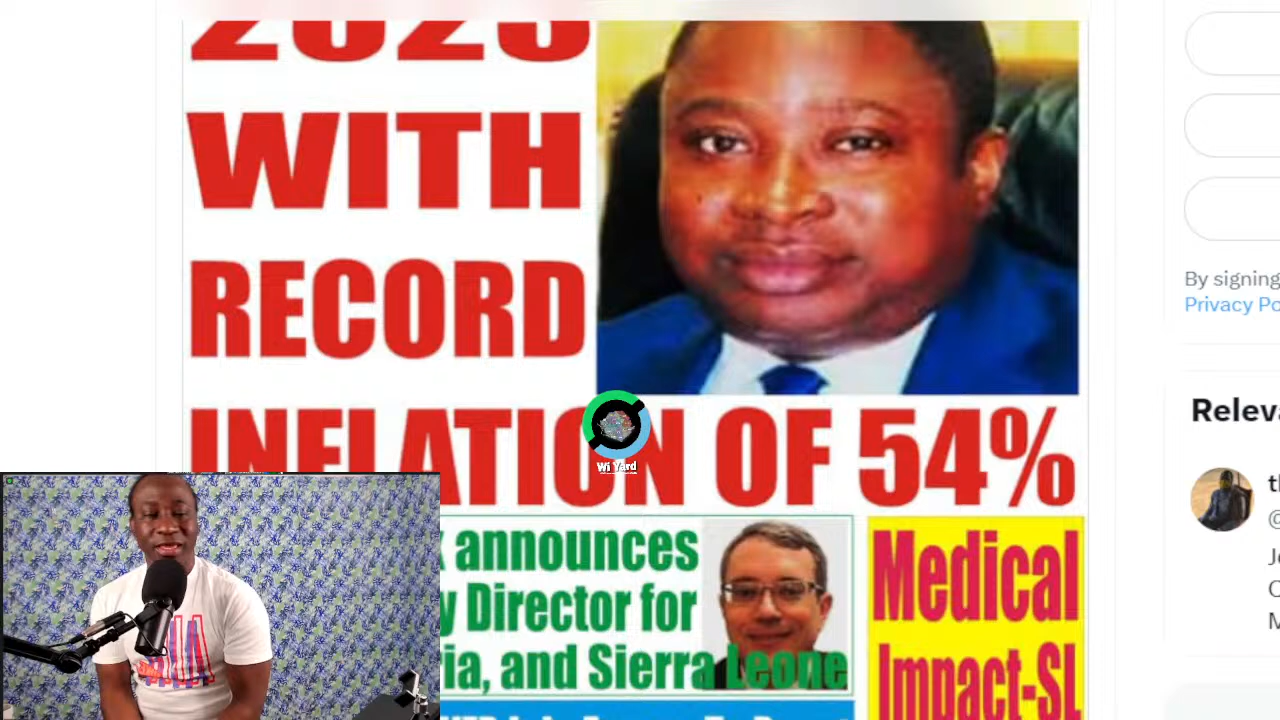 2023
WITH
RECORD
INFLATION OF 54%
Wi Yard
announces
Director for
and Sierra Leone
Medical
Impact-SL
By signing
Privacy Po
Releva